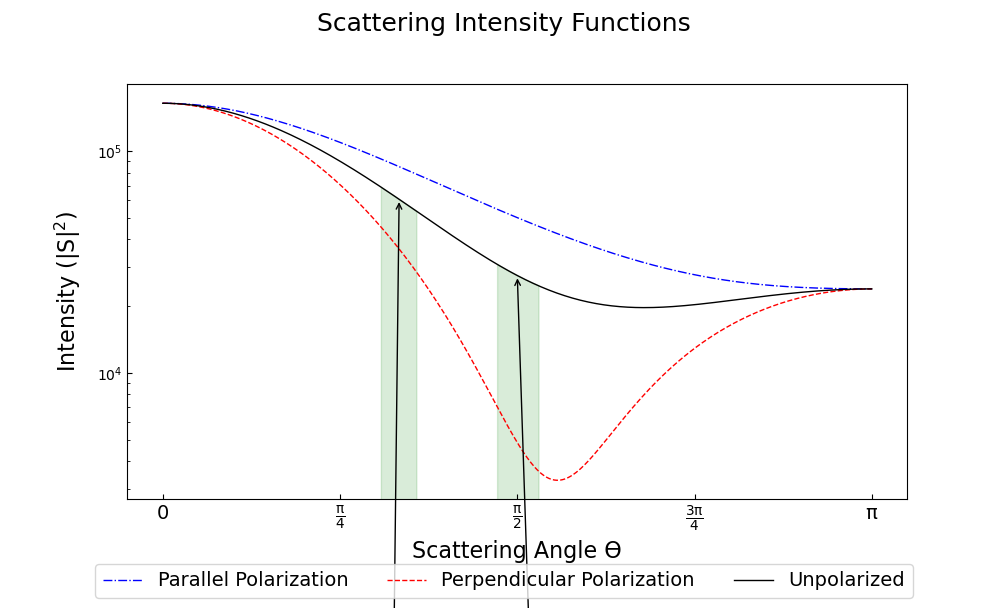 Scattering Intensity Functions
Intensity (|S|²)
10⁵
10⁴
0 π/4 π/2 3π/4 π
Scattering Angle Θ
Parallel Polarization Perpendicular Polarization Unpolarized